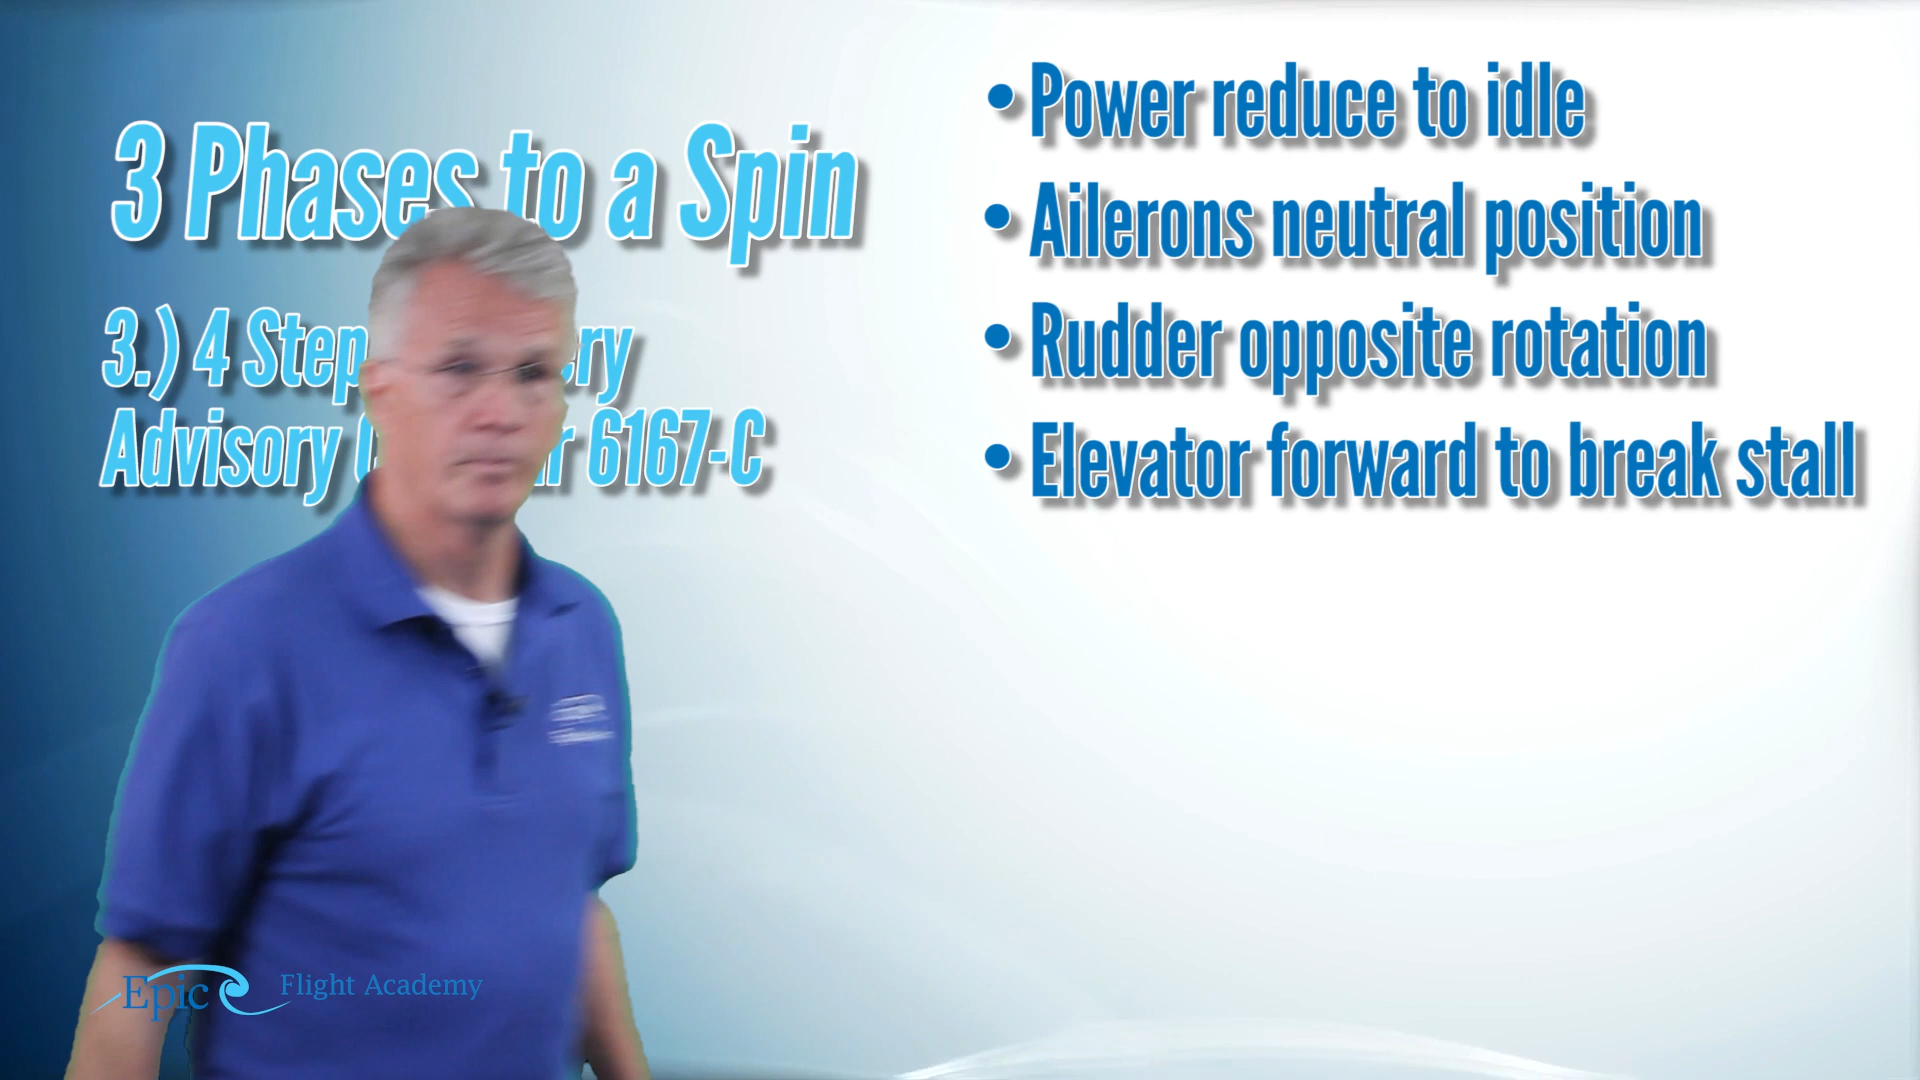 3 Phases to a Spin
3.) 4 Step
Advisory 6167-C
• Power reduce to idle
• Ailerons neutral position
• Rudder opposite rotation
• Elevator forward to break stall
Epic Flight Academy